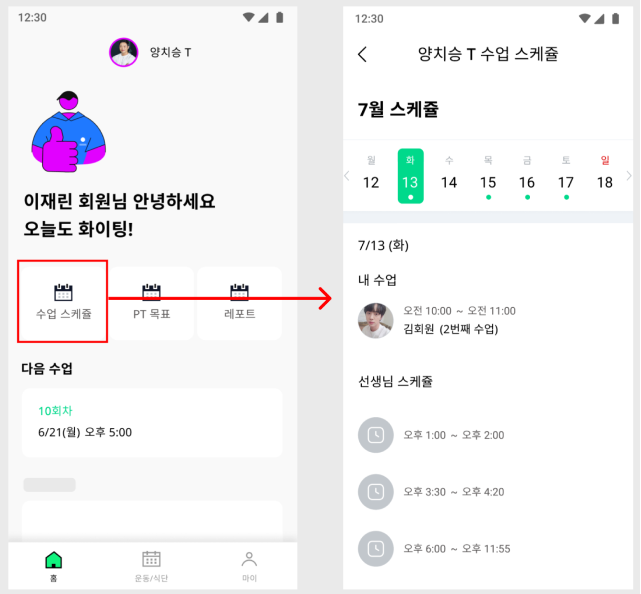 12:30
양치승 T
이재린 회원님 안녕하세요
오늘도 화이팅!
수업 스케쥴
PT 목표
레포트
다음 수업
10회차
6/21(월) 오후 5:00
홈
운동/식단
마이
12:30
양치승 T 수업 스케쥴
7월 스케쥴
월 화 수 목 금 토 일
12 13 14 15 16 17 18
7/13 (화)
내 수업
오전 10:00 ~ 오전 11:00
김회원 (2번째 수업)
선생님 스케쥴
오후 1:00 ~ 오후 2:00
오후 3:30 ~ 오후 4:20
오후 6:00 ~ 오후 11:55